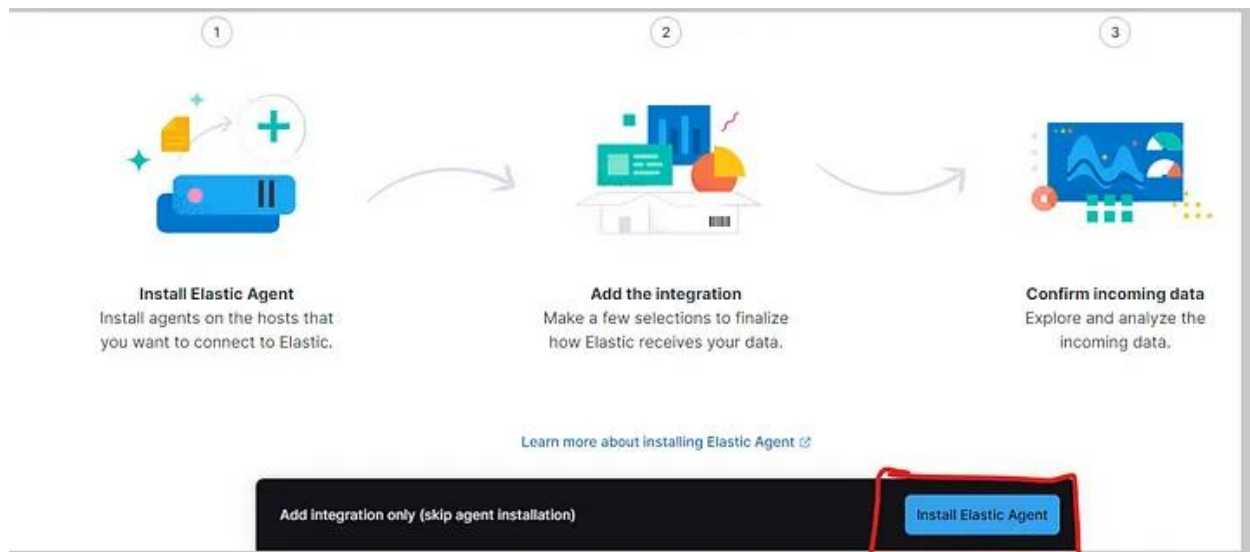 1
2
3
Install Elastic Agent
Install agents on the hosts that
you want to connect to Elastic.
Add the integration
Make a few selections to finalize
how Elastic receives your data.
Confirm incoming data
Explore and analyze the
incoming data.
Learn more about installing Elastic Agent
Add integration only (skip agent installation)
Install Elastic Agent